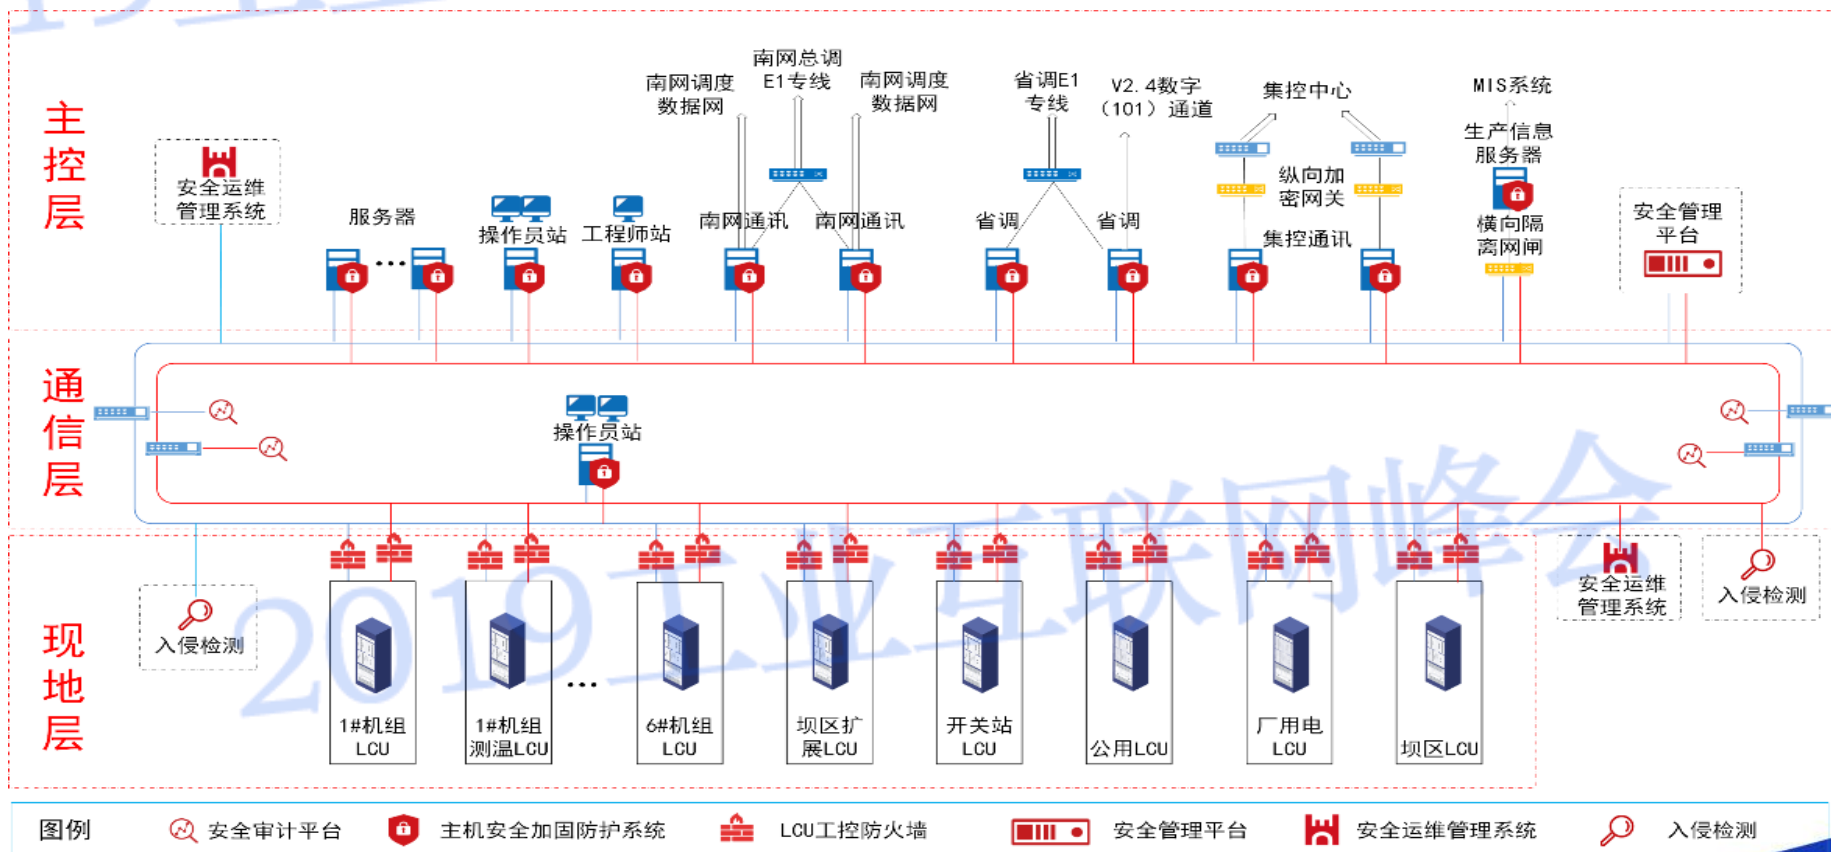 主控层
南网总调
E1专线
南网调度
数据网
南网调度
数据网
省调E1
专线
V2.4数字
（101）通道
集控中心
MIS系统
生产信息
服务器
安全运维
管理系统
服务器
操作员站
工程师站
南网通讯
南网通讯
省调
省调
纵向加
密网关
集控通讯
横向隔
离网闸
安全管理
平台
通信层
操作员站
现地层
入侵检测
1#机组
LCU
1#机组
测温LCU
6#机组
LCU
坝区扩
展LCU
开关站
LCU
公用LCU
厂用电
LCU
坝区LCU
安全运维
管理系统
入侵检测
2019工业互联网峰会
图例
安全审计平台
主机安全加固防护系统
LCU工控防火墙
安全管理平台
安全运维管理系统
入侵检测